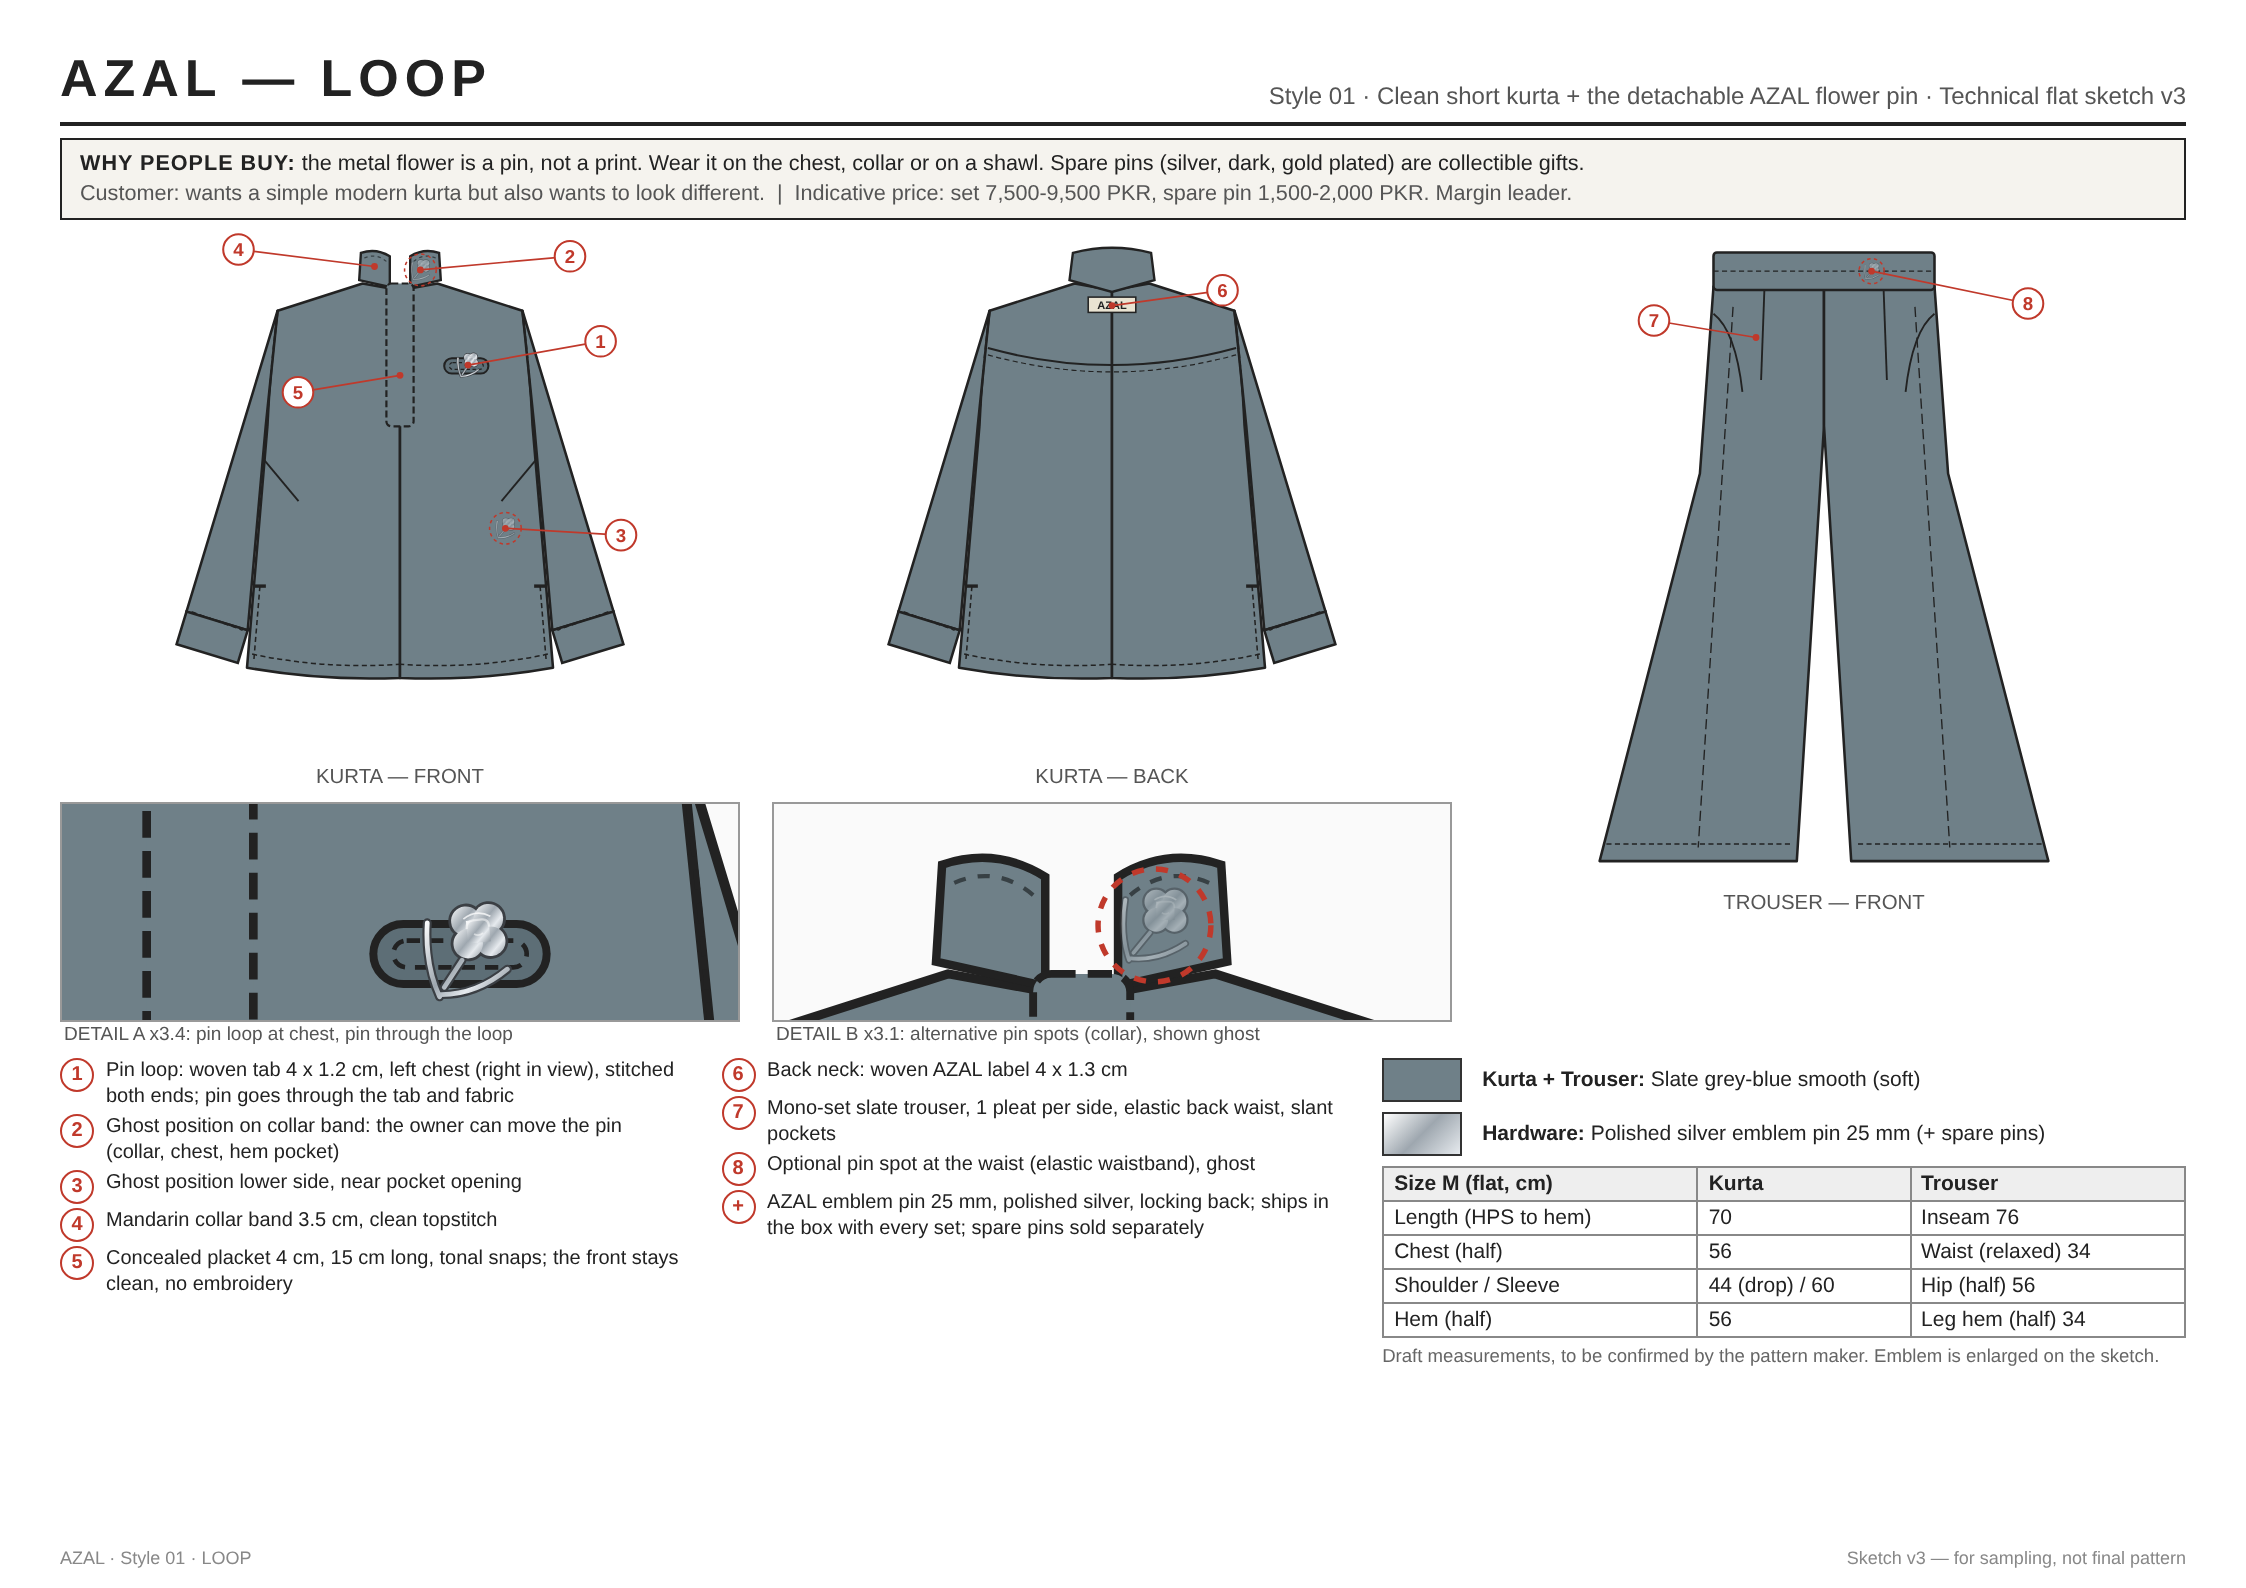 AZAL — LOOP
Style 01 · Clean short kurta + the detachable AZAL flower pin · Technical flat sketch v3
WHY PEOPLE BUY: the metal flower is a pin, not a print. Wear it on the chest, collar or on a shawl. Spare pins (silver, dark, gold plated) are collectible gifts.
Customer: wants a simple modern kurta but also wants to look different. | Indicative price: set 7,500-9,500 PKR, spare pin 1,500-2,000 PKR. Margin leader.
4
2
1
5
3
KURTA — FRONT
6
AZAL
KURTA — BACK
7
8
TROUSER — FRONT
DETAIL A x3.4: pin loop at chest, pin through the loop
DETAIL B x3.1: alternative pin spots (collar), shown ghost
1 Pin loop: woven tab 4 x 1.2 cm, left chest (right in view), stitched
both ends; pin goes through the tab and fabric
2 Ghost position on collar band: the owner can move the pin
(collar, chest, hem pocket)
3 Ghost position lower side, near pocket opening
4 Mandarin collar band 3.5 cm, clean topstitch
5 Concealed placket 4 cm, 15 cm long, tonal snaps; the front stays
clean, no embroidery
6 Back neck: woven AZAL label 4 x 1.3 cm
7 Mono-set slate trouser, 1 pleat per side, elastic back waist, slant
pockets
8 Optional pin spot at the waist (elastic waistband), ghost
+ AZAL emblem pin 25 mm, polished silver, locking back; ships in
the box with every set; spare pins sold separately
Kurta + Trouser: Slate grey-blue smooth (soft)
Hardware: Polished silver emblem pin 25 mm (+ spare pins)
Size M (flat, cm) Kurta Trouser
Length (HPS to hem) 70 Inseam 76
Chest (half) 56 Waist (relaxed) 34
Shoulder / Sleeve 44 (drop) / 60 Hip (half) 56
Hem (half) 56 Leg hem (half) 34
Draft measurements, to be confirmed by the pattern maker. Emblem is enlarged on the sketch.
AZAL · Style 01 · LOOP
Sketch v3 — for sampling, not final pattern